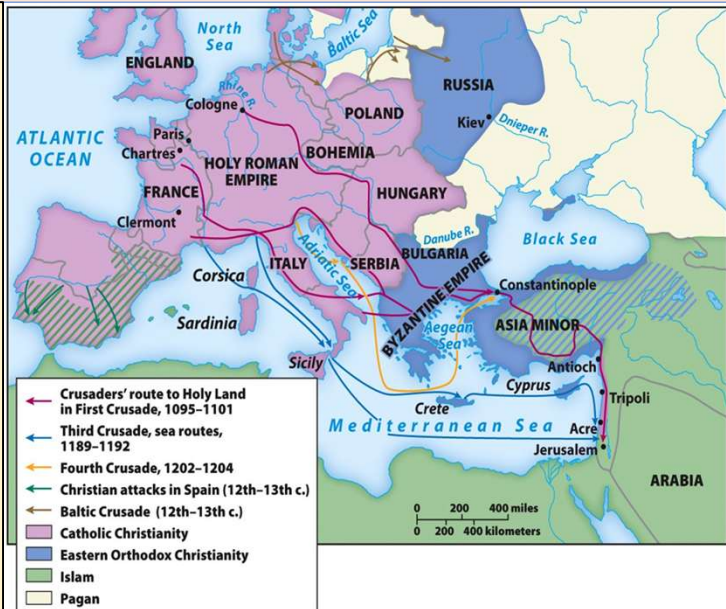 North
Sea
Baltic Sea
ENGLAND
RUSSIA
Rhine R.
Cologne
POLAND
Kiev
Dnieper R.
ATLANTIC
OCEAN
Paris
Chartres
BOHEMIA
HOLY ROMAN
EMPIRE
FRANCE
HUNGARY
Clermont
Danube R.
Black Sea
BULGARIA
Corsica
ITALY
Adriatic Sea
SERBIA
BYZANTINE EMPIRE
Constantinople
Sardinia
Aegean
Sea
ASIA MINOR
Sicily
Antioch
Cyprus
Tripoli
Crete
Mediterranean Sea
Acre
Jerusalem
ARABIA
Crusaders' route to Holy Land
in First Crusade, 1095–1101
Third Crusade, sea routes,
1189–1192
Fourth Crusade, 1202–1204
Christian attacks in Spain (12th–13th c.)
Baltic Crusade (12th–13th c.)
Catholic Christianity
Eastern Orthodox Christianity
Islam
Pagan
0 200 400 miles
0 200 400 kilometers